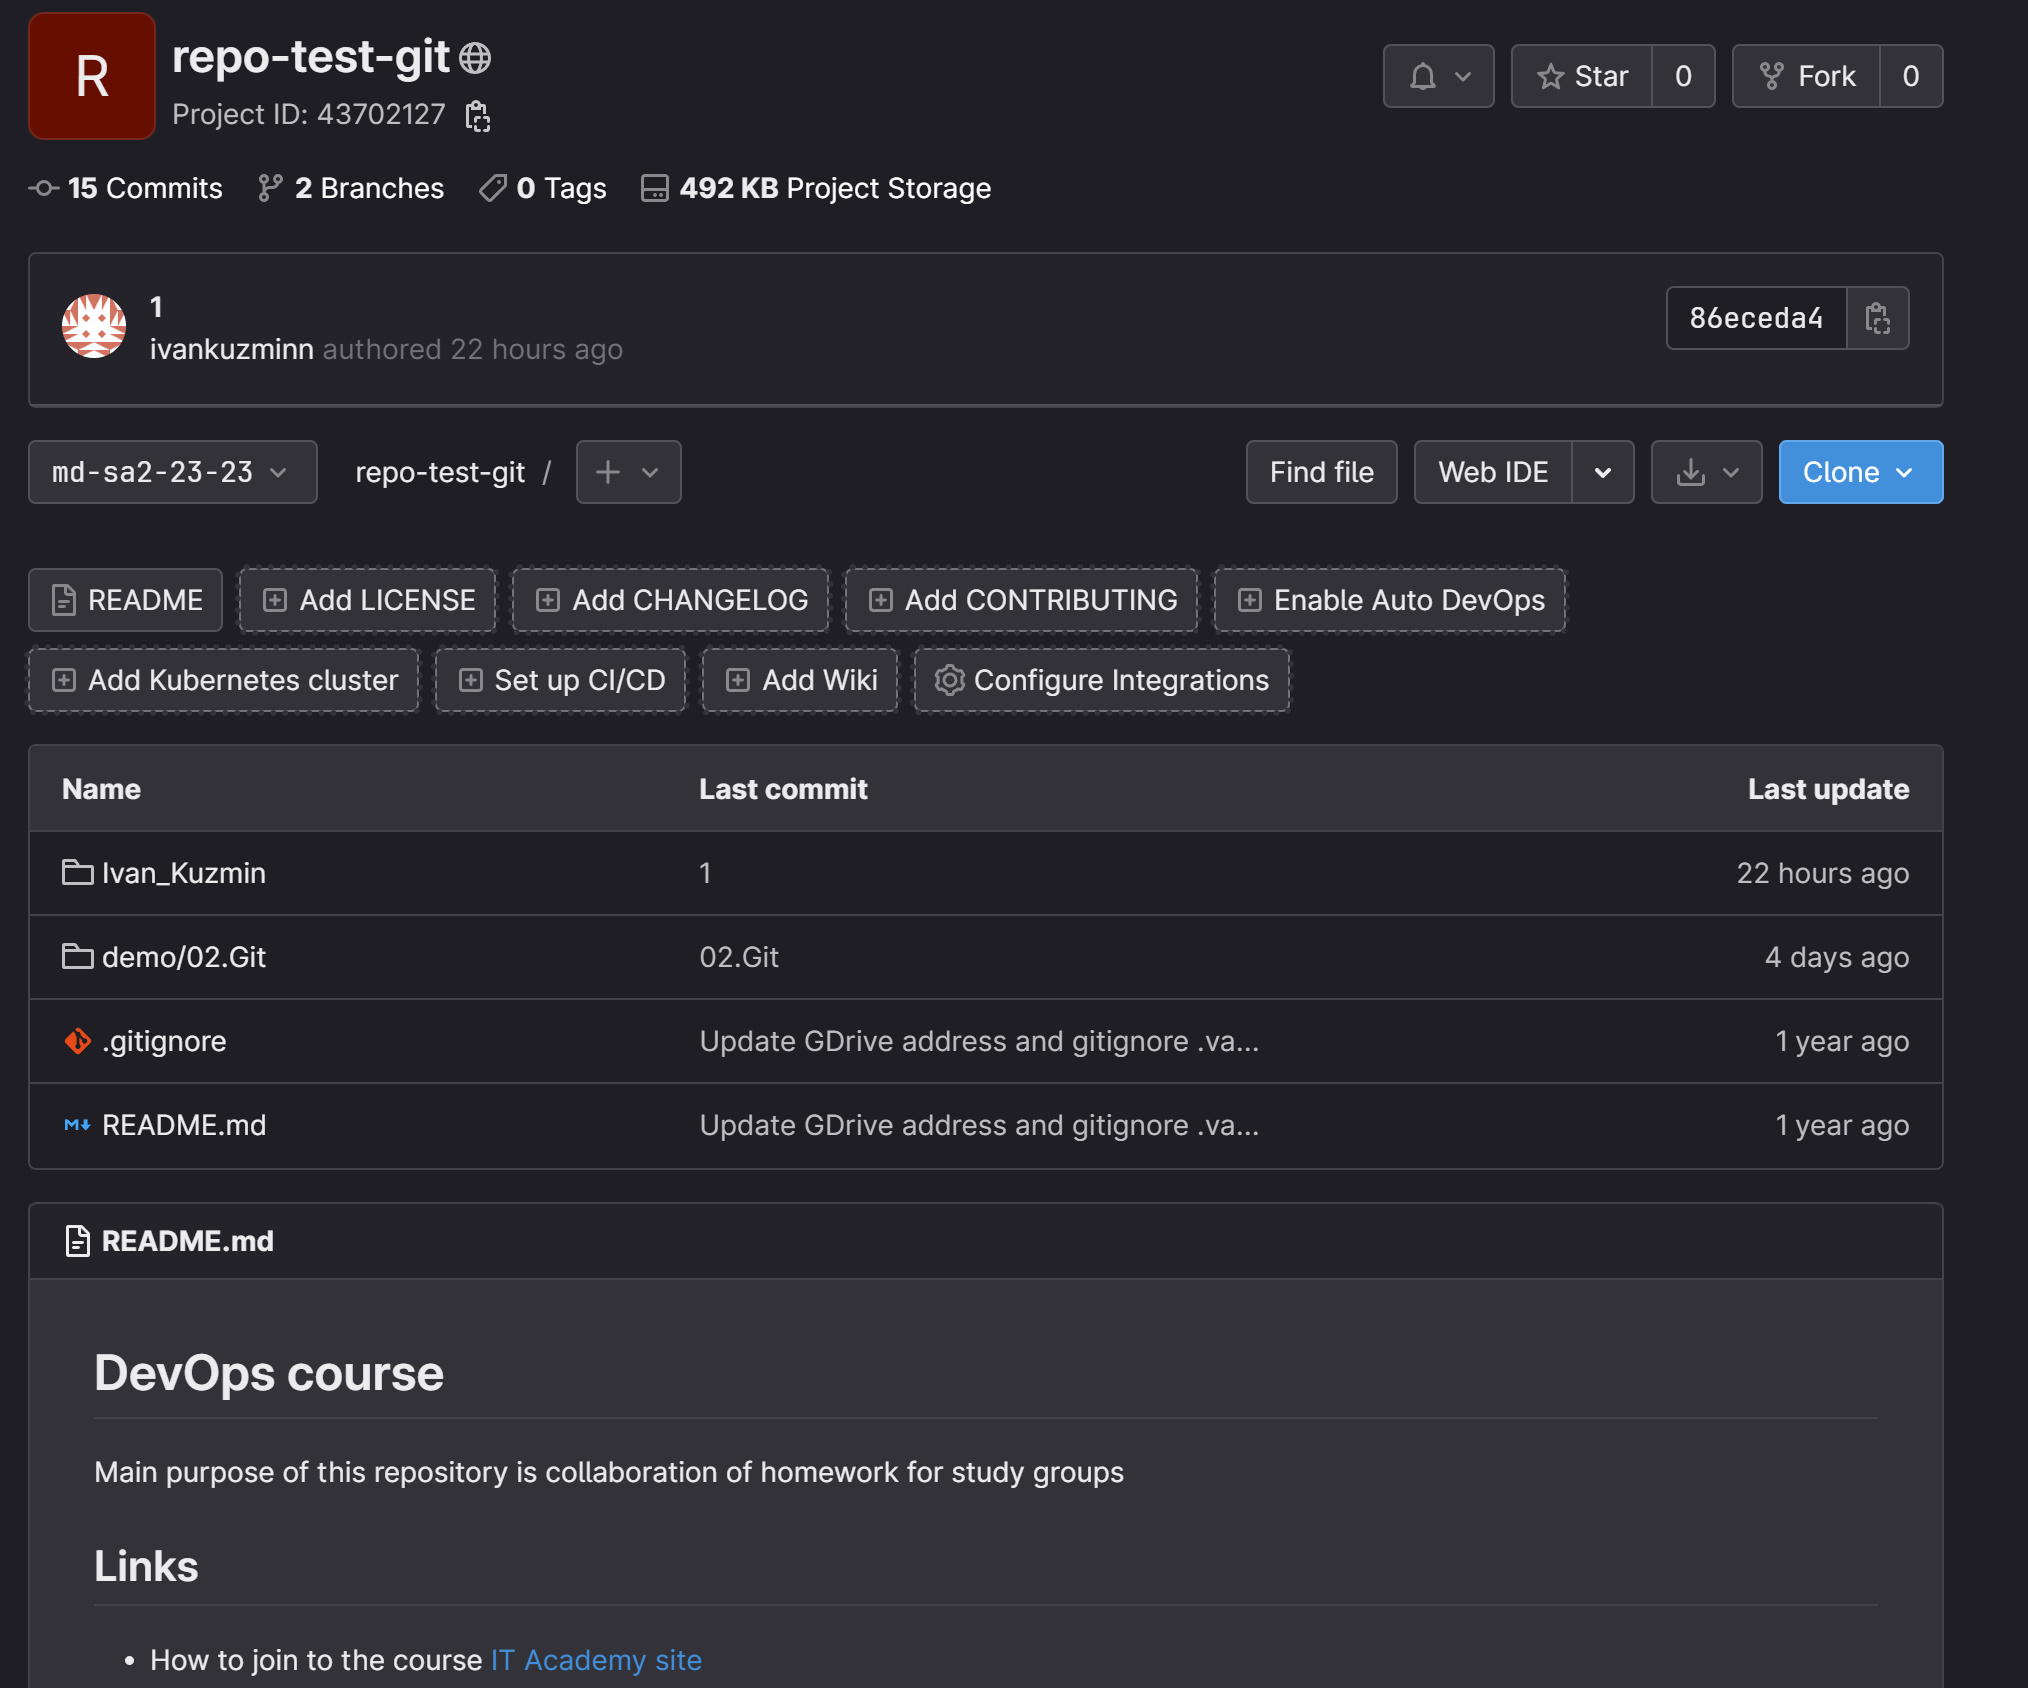 R
repo-test-git
Project ID: 43702127
Star 0
Fork 0
15 Commits 2 Branches 0 Tags 492 KB Project Storage
1
ivankuzminn authored 22 hours ago
86eceda4
md-sa2-23-23 repo-test-git / Find file Web IDE Clone
README Add LICENSE Add CHANGELOG Add CONTRIBUTING Enable Auto DevOps
Add Kubernetes cluster Set up CI/CD Add Wiki Configure Integrations
Name Last commit Last update
Ivan_Kuzmin 1 22 hours ago
demo/02.Git 02.Git 4 days ago
.gitignore Update GDrive address and gitignore .va... 1 year ago
README.md Update GDrive address and gitignore .va... 1 year ago
README.md
DevOps course
Main purpose of this repository is collaboration of homework for study groups
Links
• How to join to the course IT Academy site